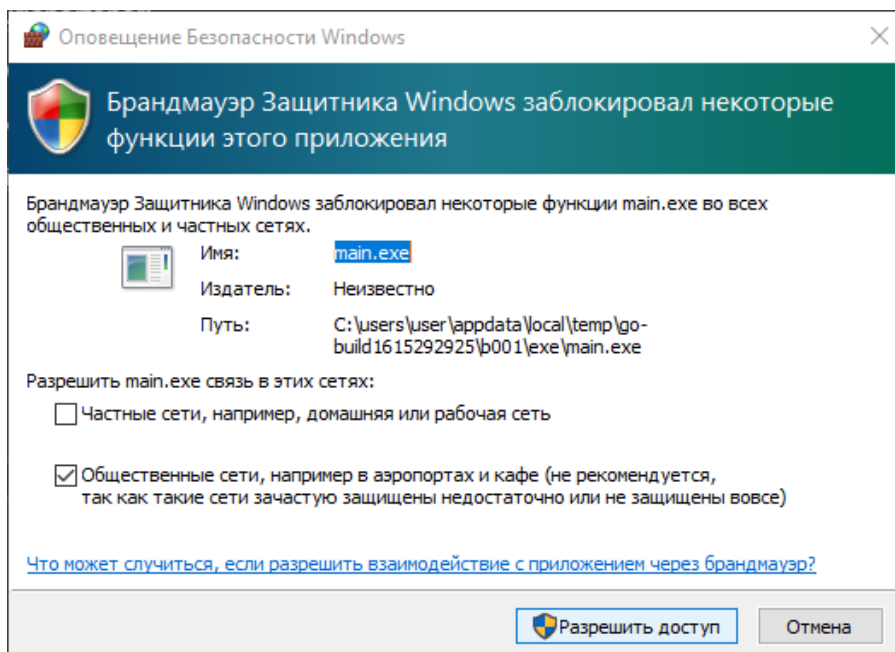 Оповещение Безопасности Windows
Брандмауэр Защитника Windows заблокировал некоторые
функции этого приложения
Брандмауэр Защитника Windows заблокировал некоторые функции main.exe во всех
общественных и частных сетях.
Имя: main.exe
Издатель: Неизвестно
Путь: C:\users\user\appdata\local\temp\go-
build1615292925\b001\exe\main.exe
Разрешить main.exe связь в этих сетях:
Частные сети, например, домашняя или рабочая сеть
Общественные сети, например в аэропортах и кафе (не рекомендуется,
так как такие сети зачастую защищены недостаточно или не защищены вовсе)
Что может случиться, если разрешить взаимодействие с приложением через брандмауэр?
Разрешить доступ Отмена